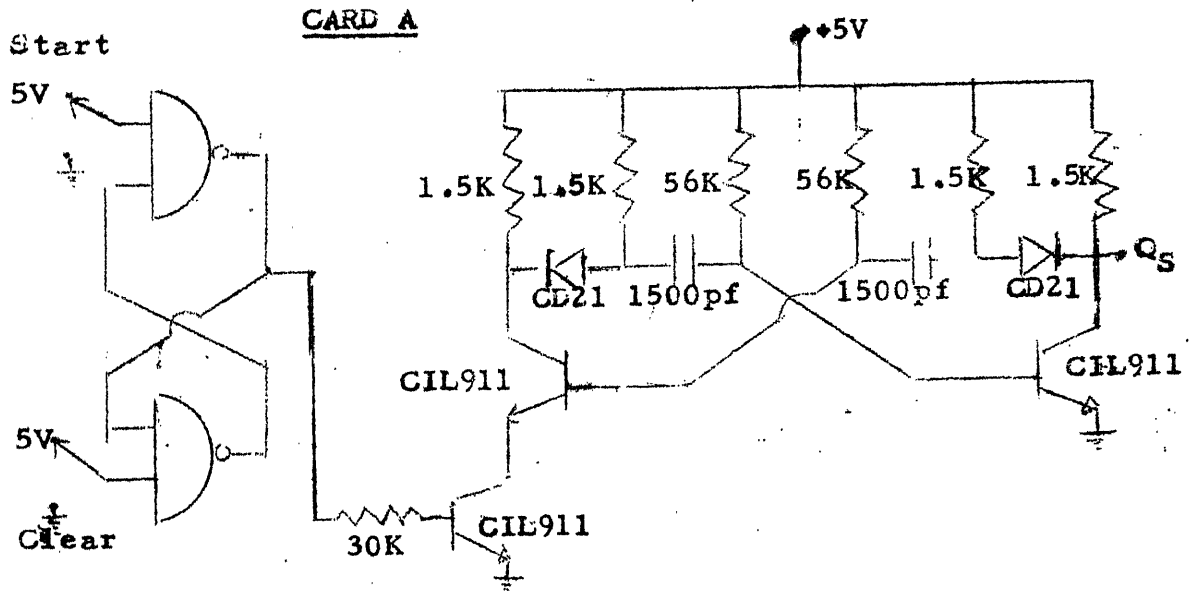 CARD A
Start
+5V
5V
1.5K 1.5K 56K 56K 1.5K 1.5K
Q_S
CD21 1500pf 1500pf CD21
CIL911 CIL911
5V
Clear
30K
CIL911